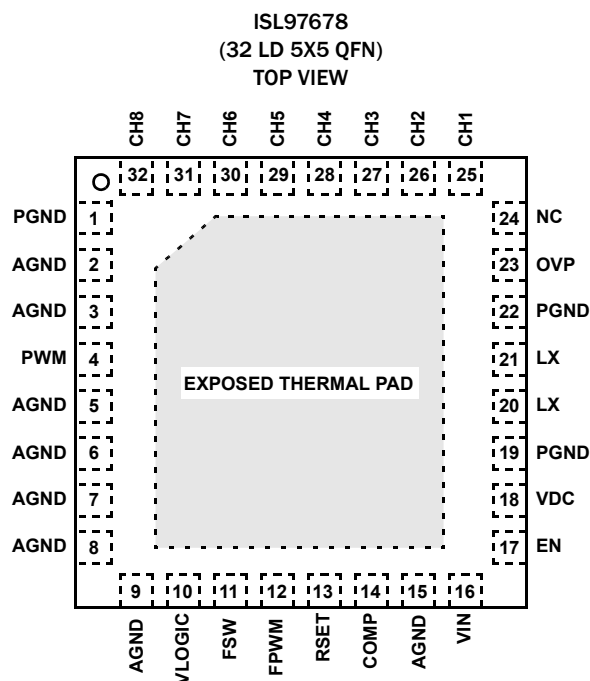 ISL97678
(32 LD 5X5 QFN)
TOP VIEW
CH8 CH7 CH6 CH5 CH4 CH3 CH2 CH1
32 31 30 29 28 27 26 25
PGND 1 24 NC
AGND 2 23 OVP
AGND 3 22 PGND
PWM 4 21 LX
EXPOSED THERMAL PAD
AGND 5 20 LX
AGND 6 19 PGND
AGND 7 18 VDC
AGND 8 17 EN
9 10 11 12 13 14 15 16
AGND VLOGIC FSW FPWM RSET COMP AGND VIN